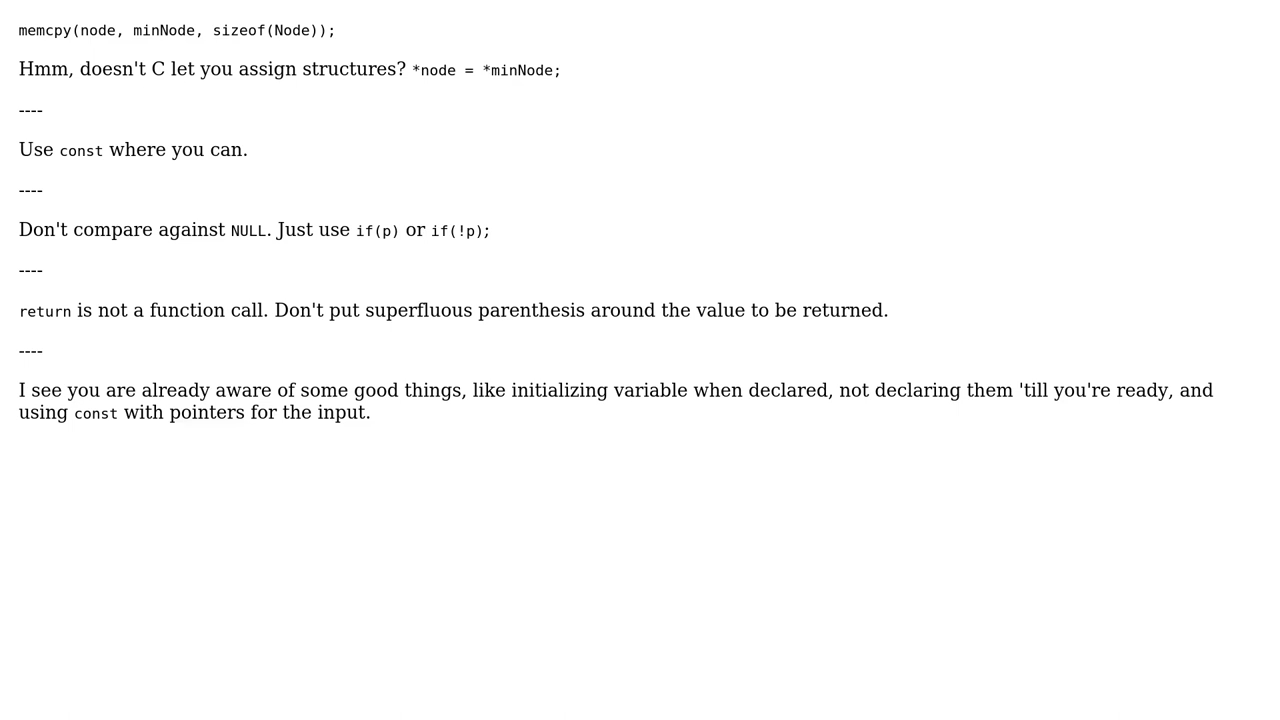 memcpy(node, minNode, sizeof(Node));
Hmm, doesn't C let you assign structures? *node = *minNode;
----
Use const where you can.
----
Don't compare against NULL. Just use if(p) or if(!p);
----
return is not a function call. Don't put superfluous parenthesis around the value to be returned.
----
I see you are already aware of some good things, like initializing variable when declared, not declaring them 'till you're ready, and
using const with pointers for the input.